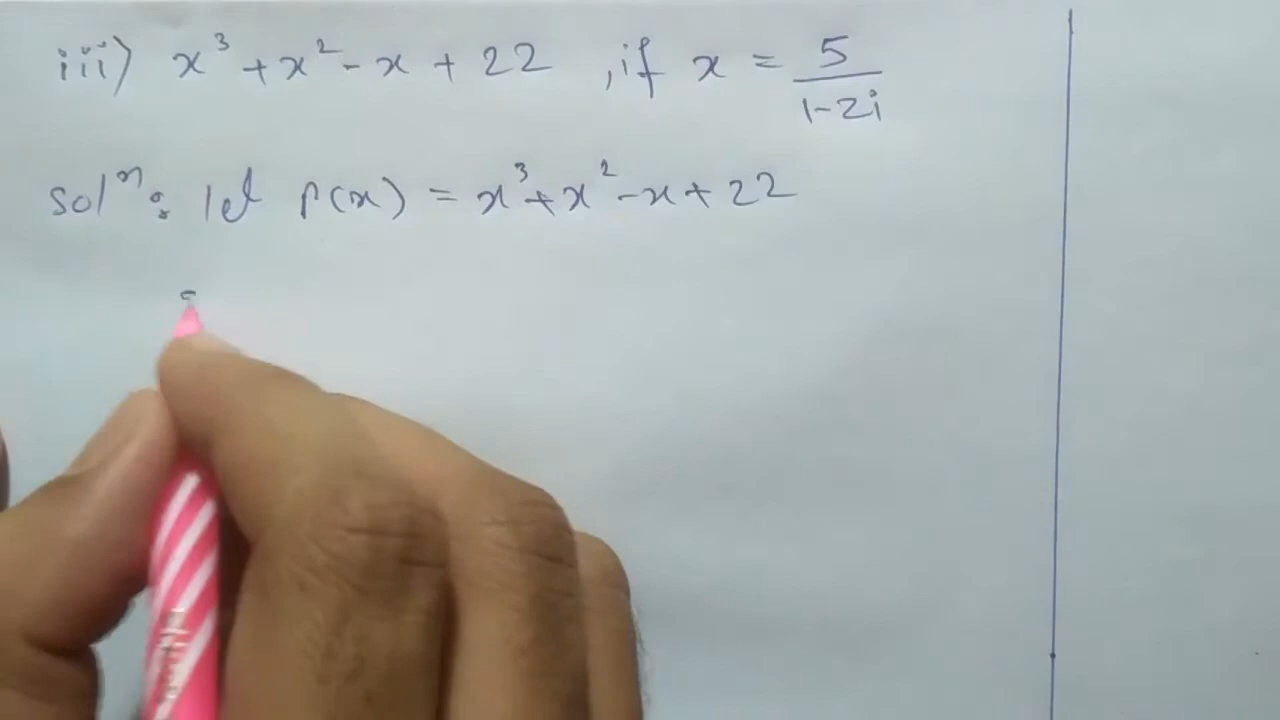 iii) x³ + x² - x + 22 , if x = 5/(1-2i)
solⁿ: let p(x) = x³ + x² - x + 22